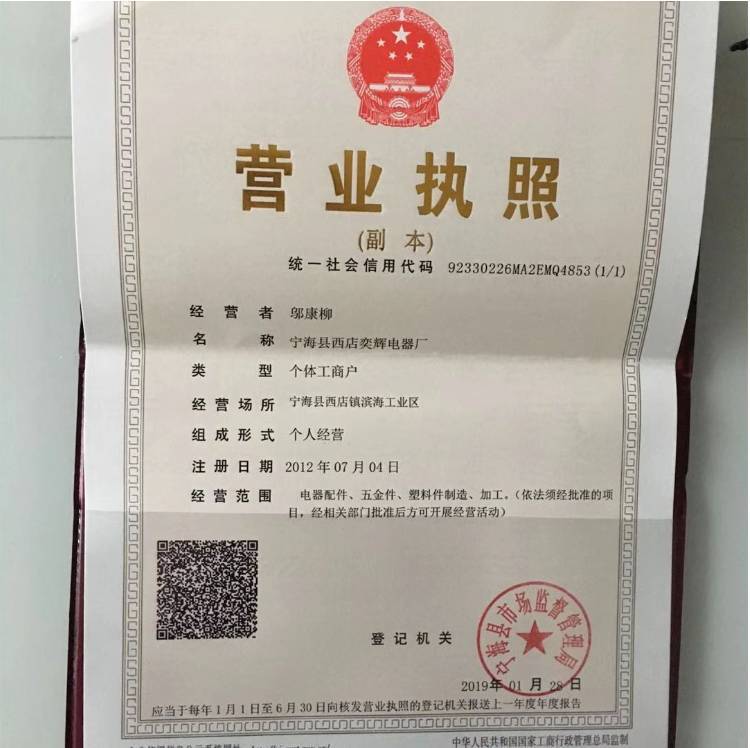 营业执照
(副 本)
统一社会信用代码 92330226MA2EMQ4853(1/1)
经营者 邬康柳
名称 宁海县西店奕辉电器厂
类型 个体工商户
经营场所 宁海县西店镇滨海工业区
组成形式 个人经营
注册日期 2012年07月04日
经营范围 电器配件、五金件、塑料件制造、加工。(依法须经批准的项
目,经相关部门批准后方可开展经营活动)
宁海县市场监督管理局
登记机关
2019年01月28日
应当于每年1月1日至6月30日向核发营业执照的登记机关报送上一年度年度报告
中华人民共和国国家工商行政管理总局监制